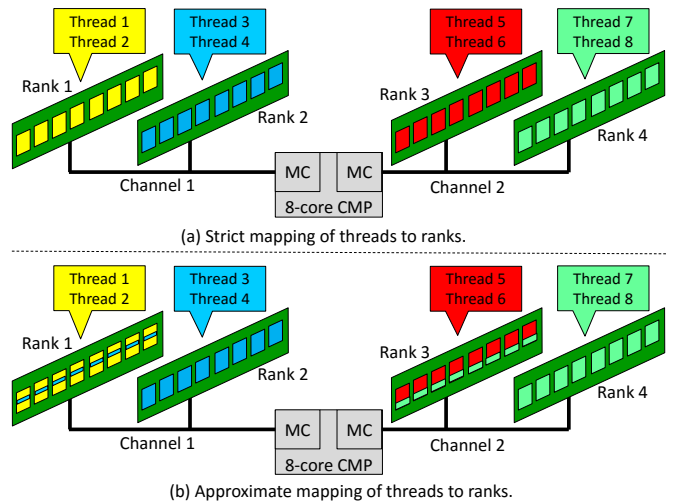 Thread 1
Thread 2
Thread 3
Thread 4
Thread 5
Thread 6
Thread 7
Thread 8
Rank 1
Rank 2
Rank 3
Rank 4
Channel 1
MC
MC
Channel 2
8-core CMP
(a) Strict mapping of threads to ranks.
Thread 1
Thread 2
Thread 3
Thread 4
Thread 5
Thread 6
Thread 7
Thread 8
Rank 1
Rank 2
Rank 3
Rank 4
Channel 1
MC
MC
Channel 2
8-core CMP
(b) Approximate mapping of threads to ranks.